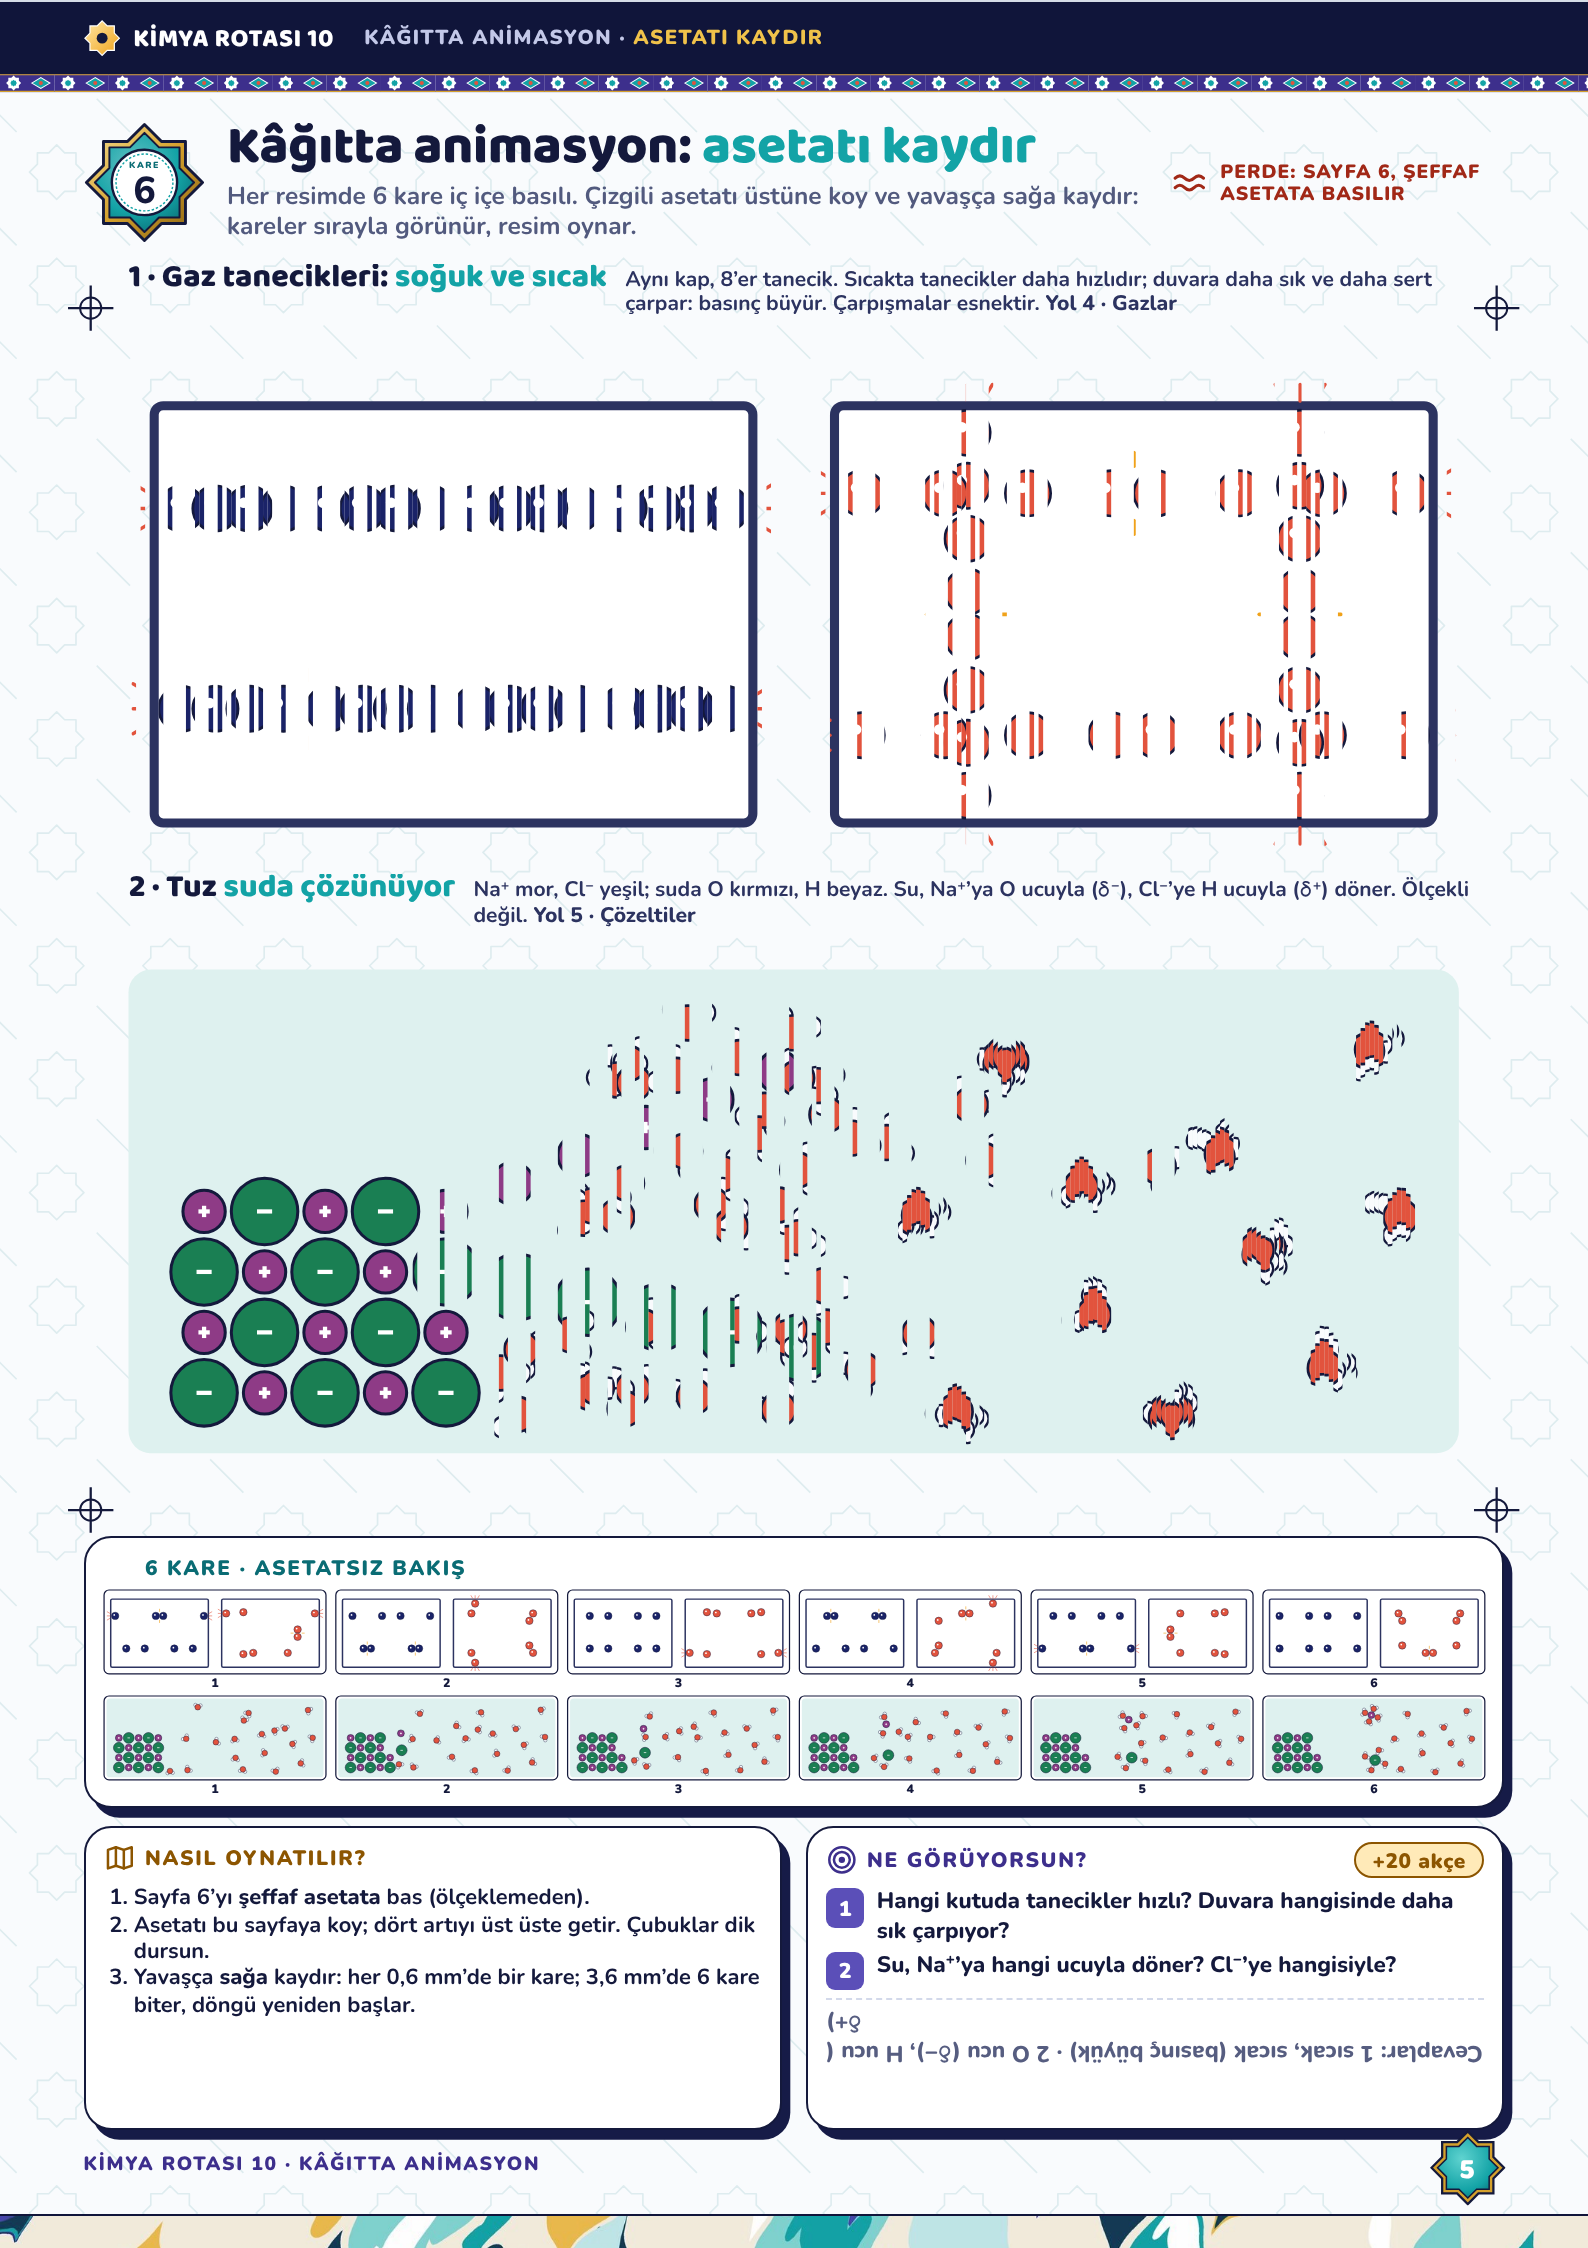 KİMYA ROTASI 10 KÂĞITTA ANİMASYON · ASETATI KAYDIR
KARE
6
Kâğıtta animasyon: asetatı kaydır
Her resimde 6 kare iç içe basılı. Çizgili asetatı üstüne koy ve yavaşça sağa kaydır:
kareler sırayla görünür, resim oynar.
PERDE: SAYFA 6, ŞEFFAF
ASETATA BASILIR
1 · Gaz tanecikleri: soğuk ve sıcak
Aynı kap, 8’er tanecik. Sıcakta tanecikler daha hızlıdır; duvara daha sık ve daha sert
çarpar: basınç büyür. Çarpışmalar esnektir. Yol 4 · Gazlar
2 · Tuz suda çözünüyor
Na⁺ mor, Cl⁻ yeşil; suda O kırmızı, H beyaz. Su, Na⁺’ya O ucuyla (δ⁻), Cl⁻’ye H ucuyla (δ⁺) döner. Ölçekli
değil. Yol 5 · Çözeltiler
+ − + −
− + − +
+ − + − +
− + − + −
6 KARE · ASETATSIZ BAKIŞ
1 2 3 4 5 6
1 2 3 4 5 6
NASIL OYNATILIR?
1. Sayfa 6’yı şeffaf asetata bas (ölçeklemeden).
2. Asetatı bu sayfaya koy; dört artıyı üst üste getir. Çubuklar dik
dursun.
3. Yavaşça sağa kaydır: her 0,6 mm’de bir kare; 3,6 mm’de 6 kare
biter, döngü yeniden başlar.
NE GÖRÜYORSUN?
+20 akçe
1 Hangi kutuda tanecikler hızlı? Duvara hangisinde daha
sık çarpıyor?
2 Su, Na⁺’ya hangi ucuyla döner? Cl⁻’ye hangisiyle?
Cevaplar: 1 sıcak, sıcak (basınç büyük) · 2 O ucu (δ−), H ucu (
δ+)
KİMYA ROTASI 10 · KÂĞITTA ANİMASYON
5